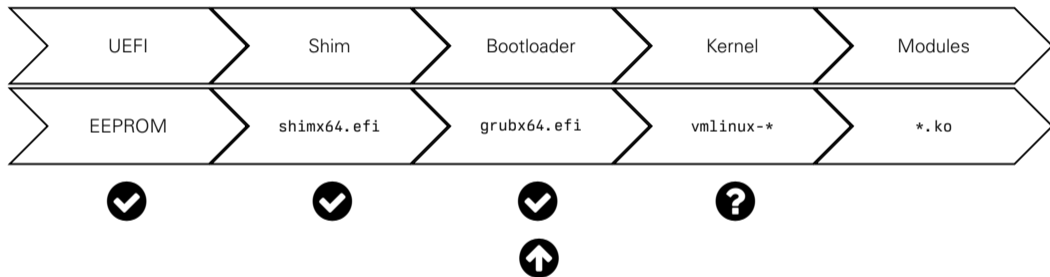 UEFI Shim Bootloader Kernel Modules
EEPROM shimx64.efi grubx64.efi vmlinux-* *.ko
?